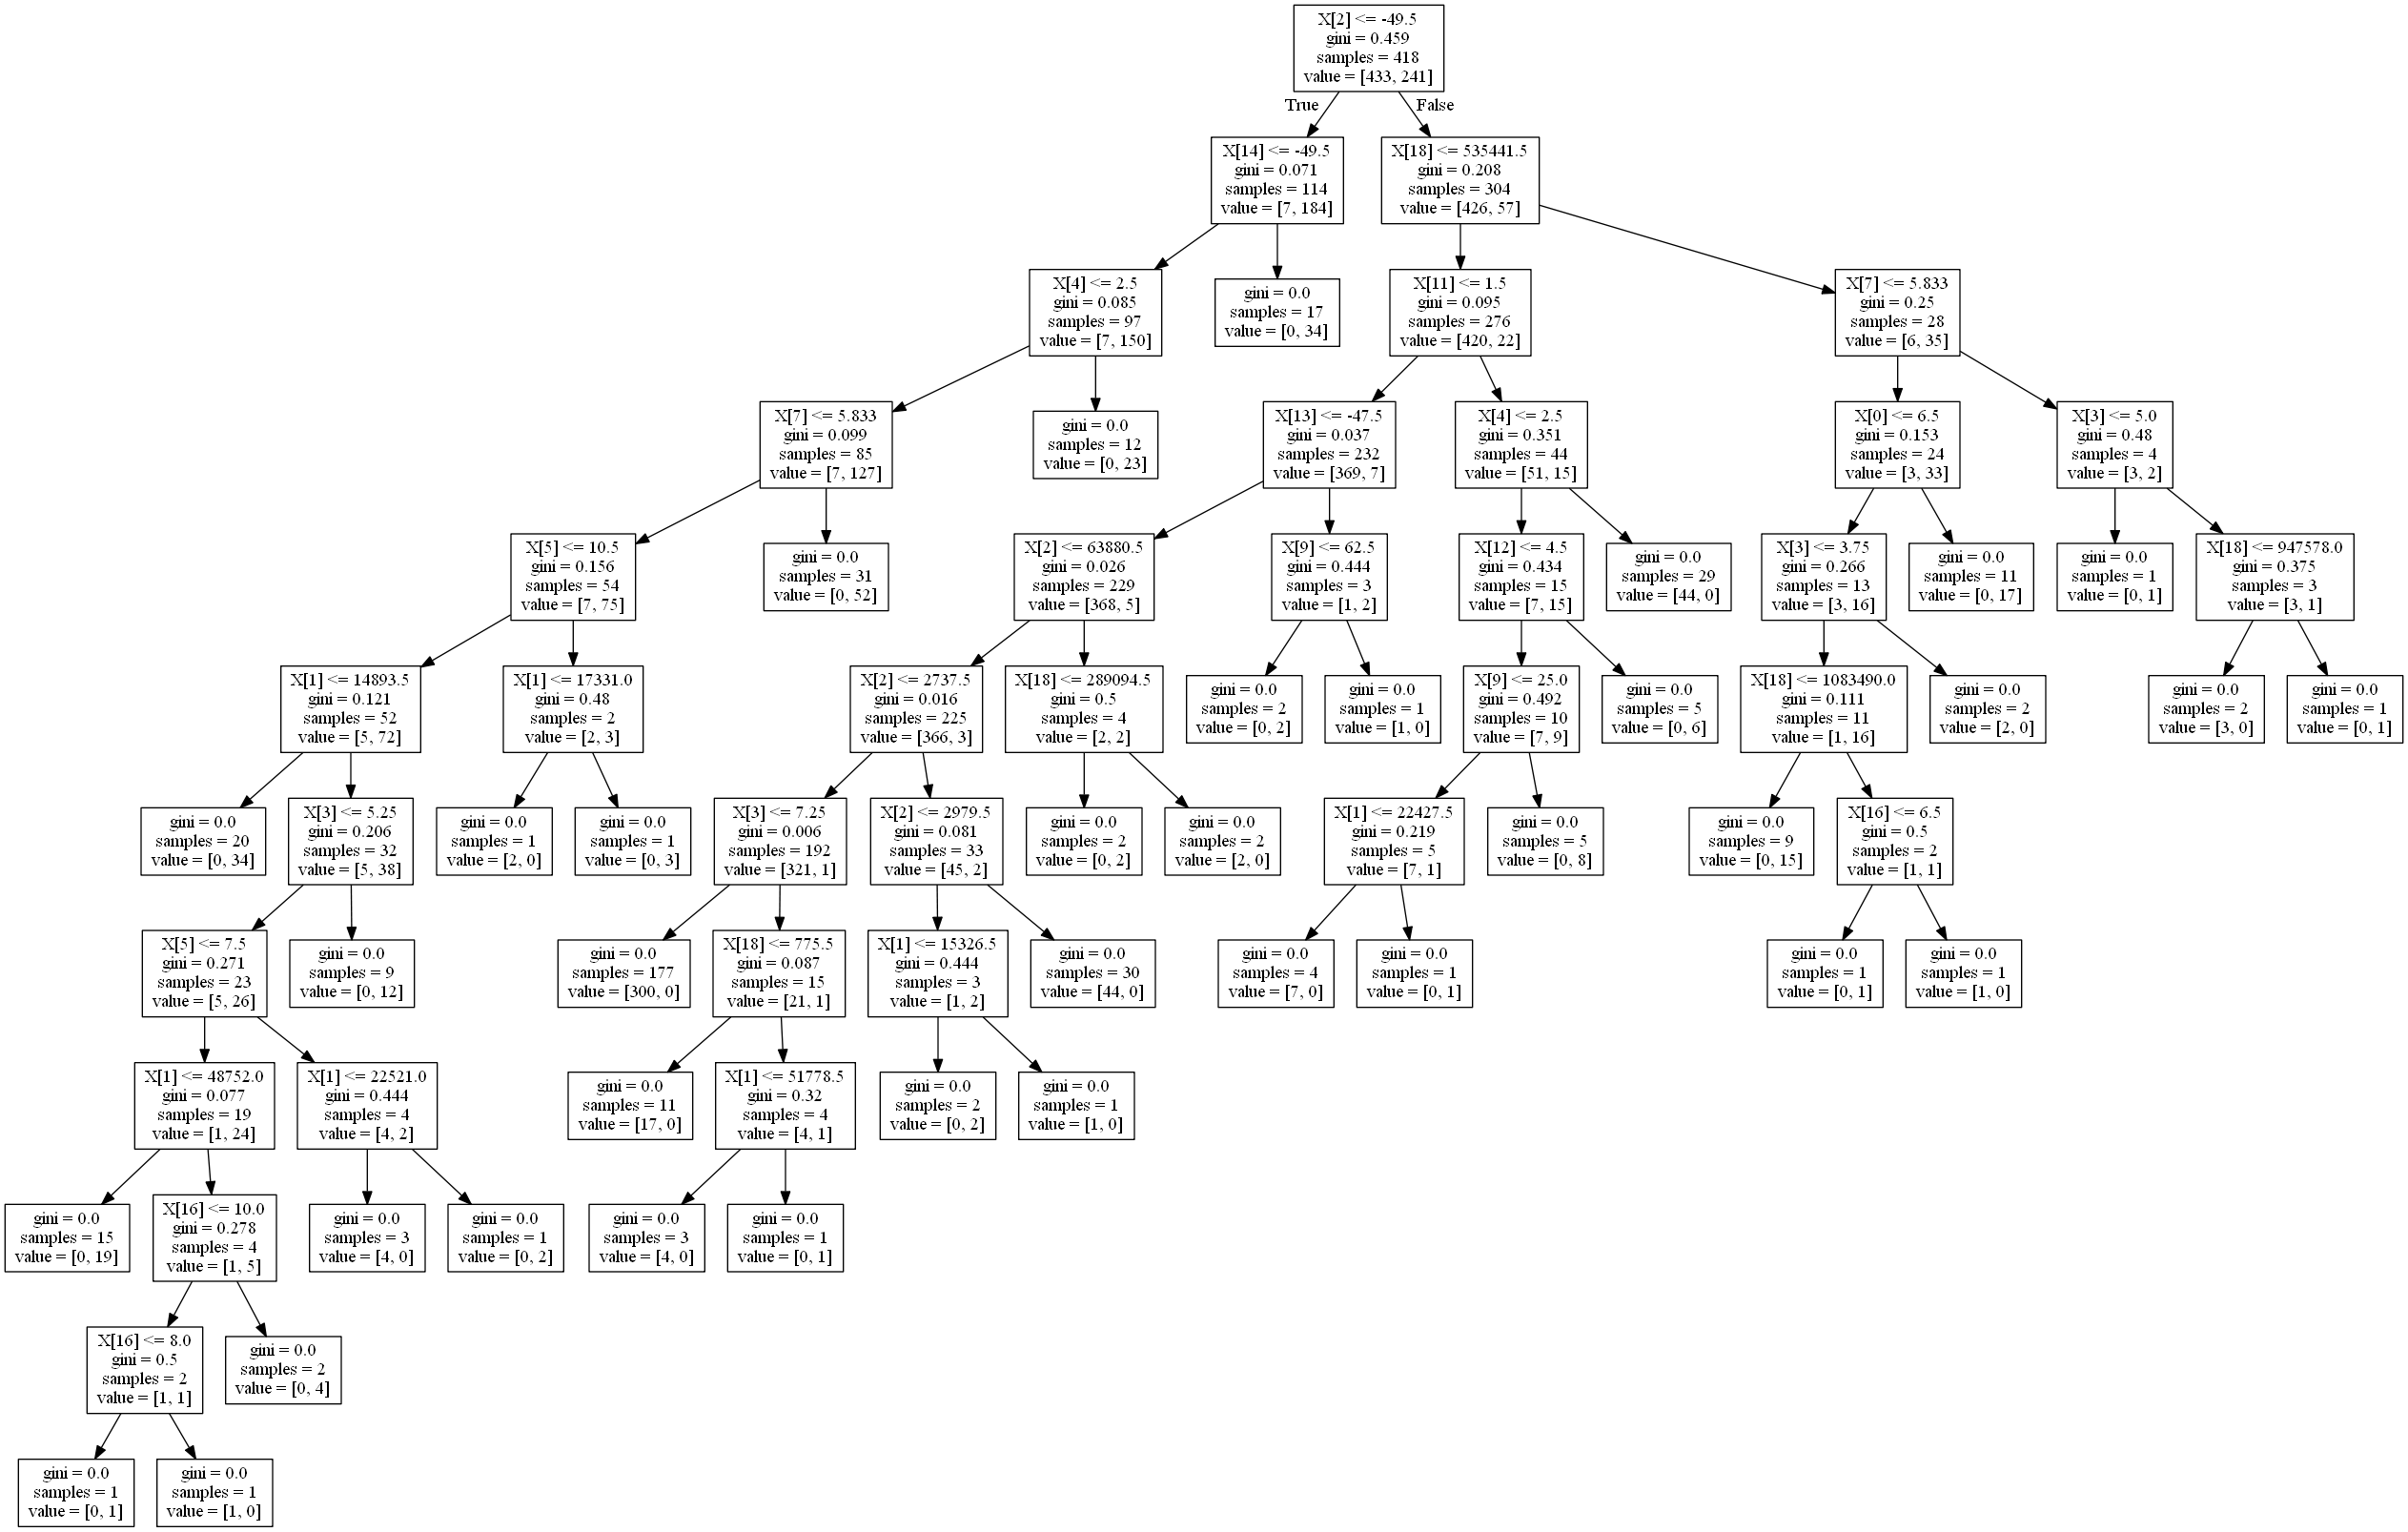 X[2] <= -49.5
gini = 0.459
samples = 418
value = [433, 241]
True
False
X[14] <= -49.5
gini = 0.071
samples = 114
value = [7, 184]
X[18] <= 535441.5
gini = 0.208
samples = 304
value = [426, 57]
X[4] <= 2.5
gini = 0.085
samples = 97
value = [7, 150]
gini = 0.0
samples = 17
value = [0, 34]
X[11] <= 1.5
gini = 0.095
samples = 276
value = [420, 22]
X[7] <= 5.833
gini = 0.25
samples = 28
value = [6, 35]
X[7] <= 5.833
gini = 0.099
samples = 85
value = [7, 127]
gini = 0.0
samples = 12
value = [0, 23]
X[13] <= -47.5
gini = 0.037
samples = 232
value = [369, 7]
X[4] <= 2.5
gini = 0.351
samples = 44
value = [51, 15]
X[0] <= 6.5
gini = 0.153
samples = 24
value = [3, 33]
X[3] <= 5.0
gini = 0.48
samples = 4
value = [3, 2]
X[5] <= 10.5
gini = 0.156
samples = 54
value = [7, 75]
gini = 0.0
samples = 31
value = [0, 52]
X[2] <= 63880.5
gini = 0.026
samples = 229
value = [368, 5]
X[9] <= 62.5
gini = 0.444
samples = 3
value = [1, 2]
X[12] <= 4.5
gini = 0.434
samples = 15
value = [7, 15]
gini = 0.0
samples = 29
value = [44, 0]
X[3] <= 3.75
gini = 0.266
samples = 13
value = [3, 16]
gini = 0.0
samples = 11
value = [0, 17]
gini = 0.0
samples = 1
value = [0, 1]
X[18] <= 947578.0
gini = 0.375
samples = 3
value = [3, 1]
X[1] <= 14893.5
gini = 0.121
samples = 52
value = [5, 72]
X[1] <= 17331.0
gini = 0.48
samples = 2
value = [2, 3]
X[2] <= 2737.5
gini = 0.016
samples = 225
value = [366, 3]
X[18] <= 289094.5
gini = 0.5
samples = 4
value = [2, 2]
gini = 0.0
samples = 2
value = [0, 2]
gini = 0.0
samples = 1
value = [1, 0]
X[9] <= 25.0
gini = 0.492
samples = 10
value = [7, 9]
gini = 0.0
samples = 5
value = [0, 6]
X[18] <= 1083490.0
gini = 0.111
samples = 11
value = [1, 16]
gini = 0.0
samples = 2
value = [2, 0]
gini = 0.0
samples = 2
value = [3, 0]
gini = 0.0
samples = 1
value = [0, 1]
gini = 0.0
samples = 20
value = [0, 34]
X[3] <= 5.25
gini = 0.206
samples = 32
value = [5, 38]
gini = 0.0
samples = 1
value = [2, 0]
gini = 0.0
samples = 1
value = [0, 3]
X[3] <= 7.25
gini = 0.006
samples = 192
value = [321, 1]
X[2] <= 2979.5
gini = 0.081
samples = 33
value = [45, 2]
gini = 0.0
samples = 2
value = [0, 2]
gini = 0.0
samples = 2
value = [2, 0]
X[1] <= 22427.5
gini = 0.219
samples = 5
value = [7, 1]
gini = 0.0
samples = 5
value = [0, 8]
gini = 0.0
samples = 9
value = [0, 15]
X[16] <= 6.5
gini = 0.5
samples = 2
value = [1, 1]
X[5] <= 7.5
gini = 0.271
samples = 23
value = [5, 26]
gini = 0.0
samples = 9
value = [0, 12]
gini = 0.0
samples = 177
value = [300, 0]
X[18] <= 775.5
gini = 0.087
samples = 15
value = [21, 1]
X[1] <= 15326.5
gini = 0.444
samples = 3
value = [1, 2]
gini = 0.0
samples = 30
value = [44, 0]
gini = 0.0
samples = 4
value = [7, 0]
gini = 0.0
samples = 1
value = [0, 1]
gini = 0.0
samples = 1
value = [0, 1]
gini = 0.0
samples = 1
value = [1, 0]
X[1] <= 48752.0
gini = 0.077
samples = 19
value = [1, 24]
X[1] <= 22521.0
gini = 0.444
samples = 4
value = [4, 2]
gini = 0.0
samples = 11
value = [17, 0]
X[1] <= 51778.5
gini = 0.32
samples = 4
value = [4, 1]
gini = 0.0
samples = 2
value = [0, 2]
gini = 0.0
samples = 1
value = [1, 0]
gini = 0.0
samples = 15
value = [0, 19]
X[16] <= 10.0
gini = 0.278
samples = 4
value = [1, 5]
gini = 0.0
samples = 3
value = [4, 0]
gini = 0.0
samples = 1
value = [0, 2]
gini = 0.0
samples = 3
value = [4, 0]
gini = 0.0
samples = 1
value = [0, 1]
X[16] <= 8.0
gini = 0.5
samples = 2
value = [1, 1]
gini = 0.0
samples = 2
value = [0, 4]
gini = 0.0
samples = 1
value = [0, 1]
gini = 0.0
samples = 1
value = [1, 0]